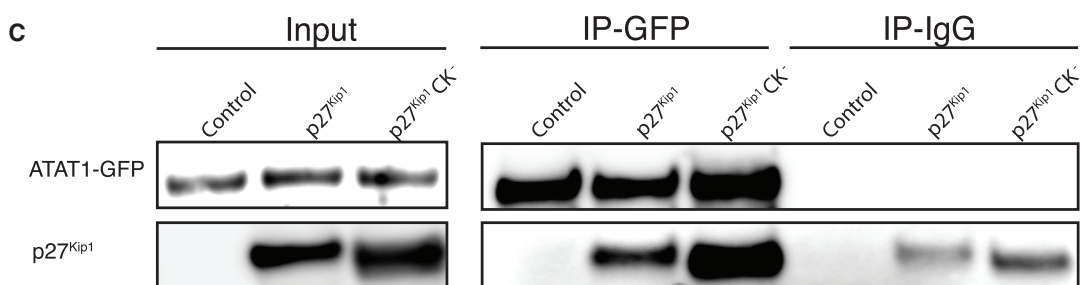 c
Input IP-GFP IP-IgG
Control p27Kip1 p27Kip1 CK- Control p27Kip1 p27Kip1 CK- Control p27Kip1 p27Kip1 CK-
ATAT1-GFP
p27Kip1